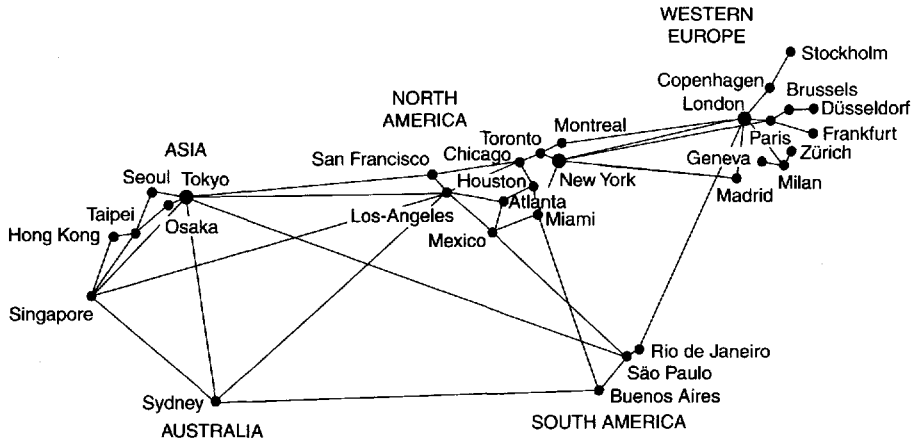 WESTERN
EUROPE
Stockholm
Copenhagen
Brussels
London
Düsseldorf
NORTH
AMERICA
Montreal
Toronto
Paris
Frankfurt
ASIA
San Francisco
Chicago
Geneva
Zürich
Seoul
Tokyo
Houston
New York
Madrid
Milan
Taipei
Osaka
Los-Angeles
Atlanta
Miami
Hong Kong
Mexico
Singapore
Rio de Janeiro
São Paulo
Sydney
Buenos Aires
AUSTRALIA
SOUTH AMERICA